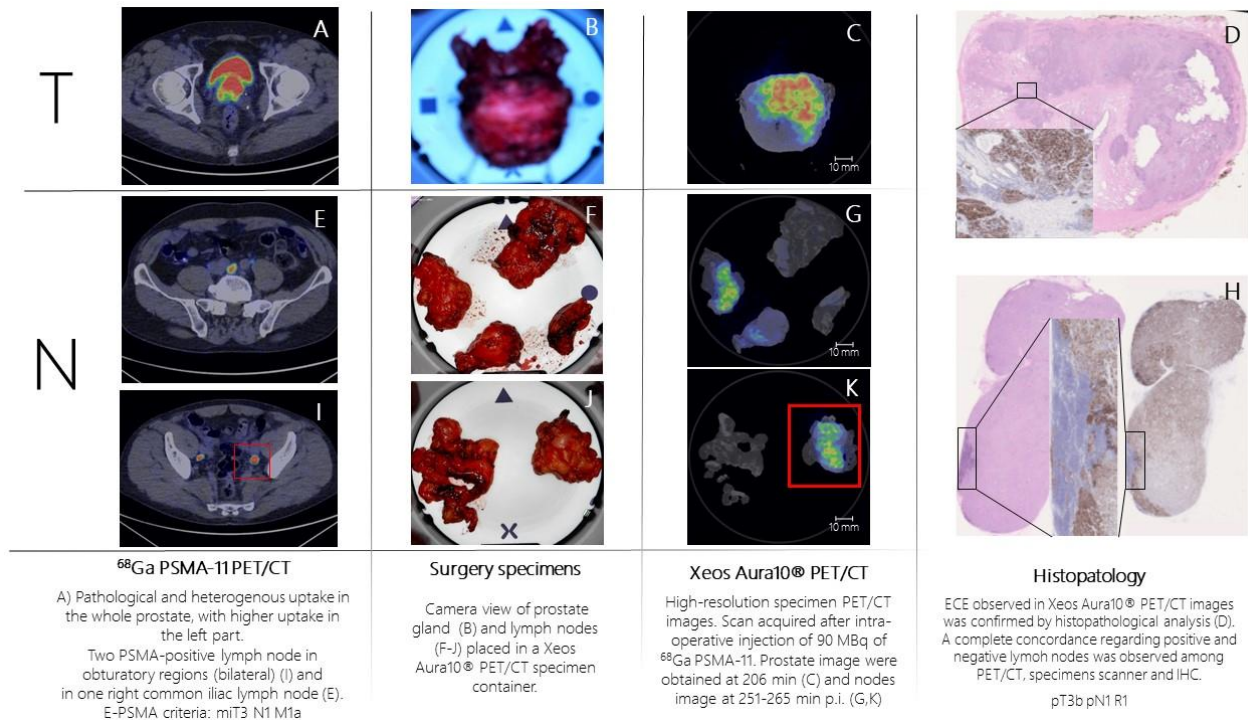 T
A
B
C
10 mm
D
N
E
F
G
10 mm
H
I
J
K
10 mm
⁶⁸Ga PSMA-11 PET/CT
A) Pathological and heterogenous uptake in
the whole prostate, with higher uptake in
the left part.
Two PSMA-positive lymph node in
obturatory regions (bilateral) (I) and
in one right common iliac lymph node (E).
E-PSMA criteria: miT3 N1 M1a
Surgery specimens
Camera view of prostate
gland (B) and lymph nodes
(F-J) placed in a Xeos
Aura10® PET/CT specimen
container.
Xeos Aura10® PET/CT
High-resolution specimen PET/CT
images. Scan acquired after intra-
operative injection of 90 MBq of
⁶⁸Ga PSMA-11. Prostate image were
obtained at 206 min (C) and nodes
image at 251-265 min p.i. (G,K)
Histopatology
ECE observed in Xeos Aura10® PET/CT images
was confirmed by histopathological analysis (D).
A complete concordance regarding positive and
negative lymoh nodes was observed among
PET/CT, specimens scanner and IHC.
pT3b pN1 R1